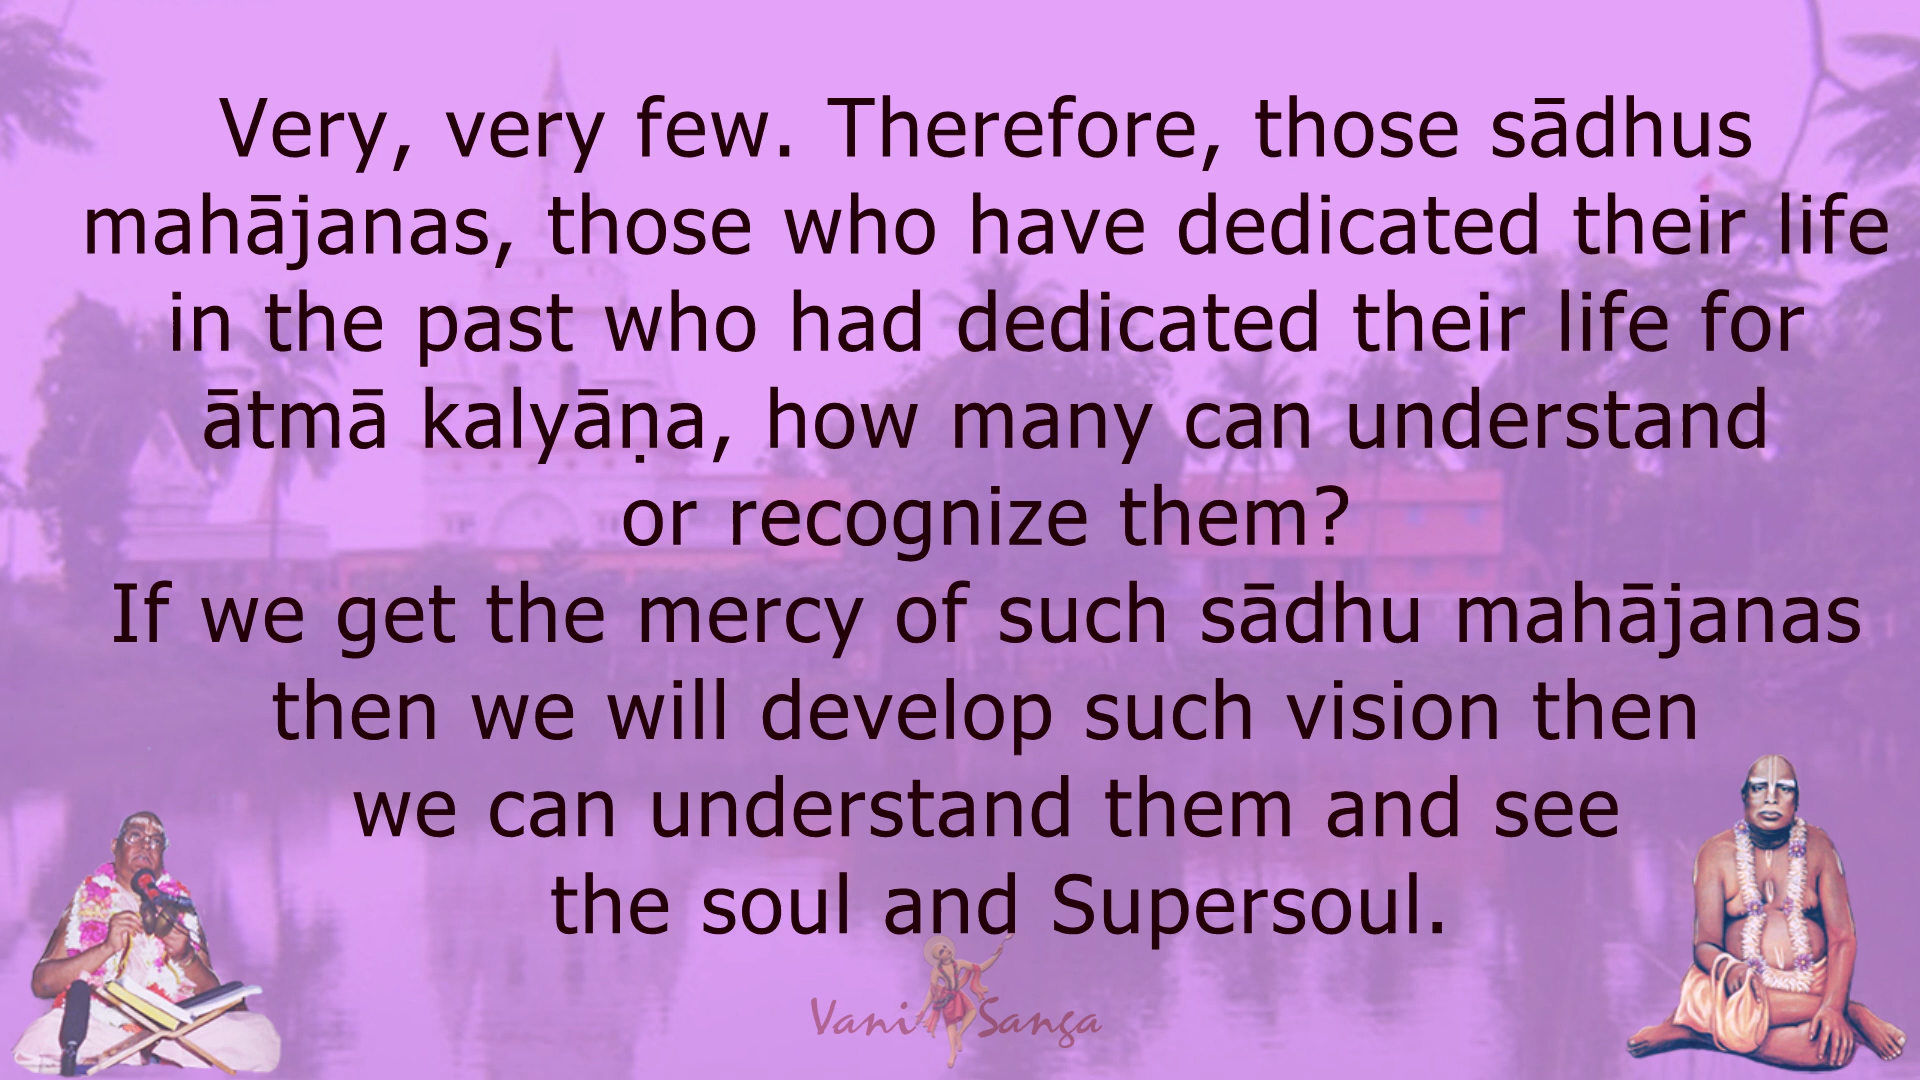 Very, very few. Therefore, those sādhus
mahājanas, those who have dedicated their life
in the past who had dedicated their life for
ātmā kalyāṇa, how many can understand
or recognize them?
If we get the mercy of such sādhu mahājanas
then we will develop such vision then
we can understand them and see
the soul and Supersoul.
Vani Sanga